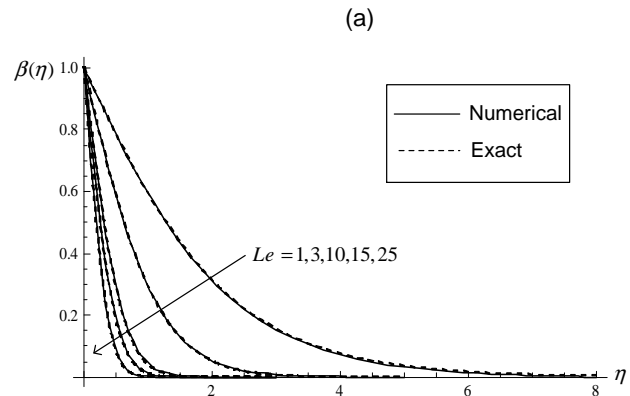 (a)
β(η)
1.0
0.8
0.6
0.4
0.2
Numerical
Exact
Le = 1,3,10,15,25
2
4
6
8
η